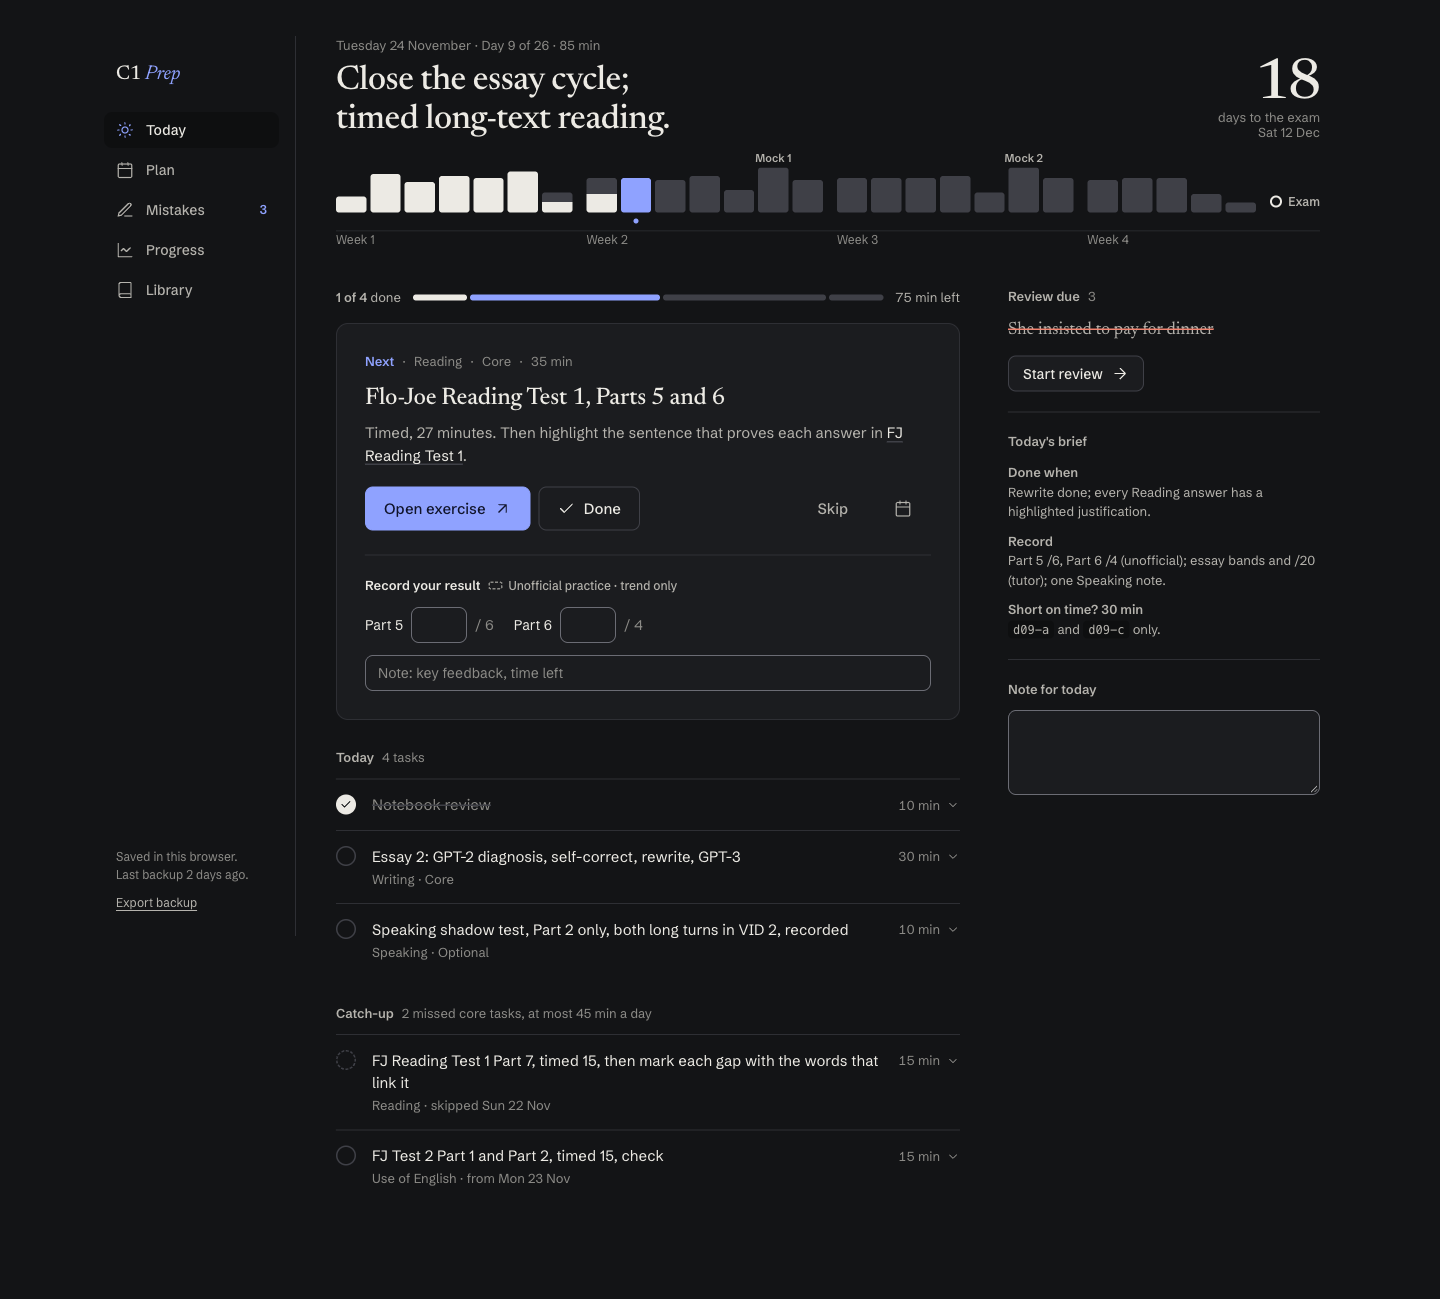 C1 Prep
Today
Plan
Mistakes 3
Progress
Library
Saved in this browser.
Last backup 2 days ago.
Export backup
Tuesday 24 November · Day 9 of 26 · 85 min
Close the essay cycle;
timed long-text reading.
18
days to the exam
Sat 12 Dec
Mock 1
Mock 2
Exam
Week 1
Week 2
Week 3
Week 4
1 of 4 done
75 min left
Next · Reading · Core · 35 min
Flo-Joe Reading Test 1, Parts 5 and 6
Timed, 27 minutes. Then highlight the sentence that proves each answer in FJ
Reading Test 1.
Open exercise
Done
Skip
Record your result Unofficial practice · trend only
Part 5 / 6 Part 6 / 4
Note: key feedback, time left
Today 4 tasks
Notebook review 10 min
Essay 2: GPT-2 diagnosis, self-correct, rewrite, GPT-3 30 min
Writing · Core
Speaking shadow test, Part 2 only, both long turns in VID 2, recorded 10 min
Speaking · Optional
Catch-up 2 missed core tasks, at most 45 min a day
FJ Reading Test 1 Part 7, timed 15, then mark each gap with the words that 15 min
link it
Reading · skipped Sun 22 Nov
FJ Test 2 Part 1 and Part 2, timed 15, check 15 min
Use of English · from Mon 23 Nov
Review due 3
She insisted to pay for dinner
Start review
Today's brief
Done when
Rewrite done; every Reading answer has a
highlighted justification.
Record
Part 5 /6, Part 6 /4 (unofficial); essay bands and /20
(tutor); one Speaking note.
Short on time? 30 min
d09-a and d09-c only.
Note for today